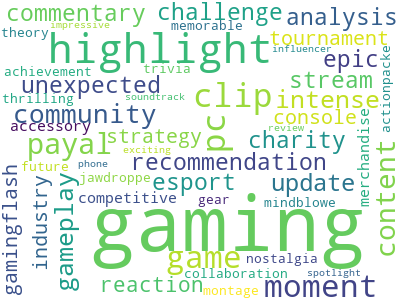 commentary challenge analysis
theory memorable tournament
impressive
highlight epic
influencer
achievement trivia stream
unexpected clip intense
thrilling soundtrack console
community pc
accessory strategy charity
payal recommendation
review
exciting
future phone jawdroppe esport update
competitive gear mindblowe
gamingflash industry gameplay
gaming
game nostalgia
collaboration spotlight
reaction montage moment
merchandise content actionpacke